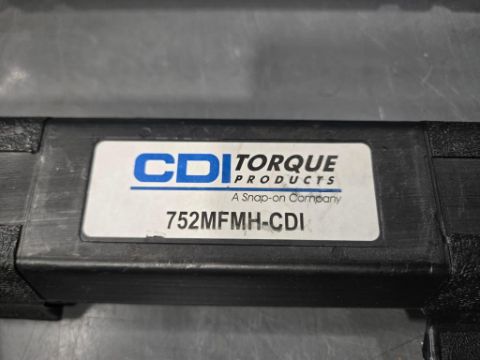 CDI TORQUE
PRODUCTS
A Snap-on Company
752MFMH-CDI